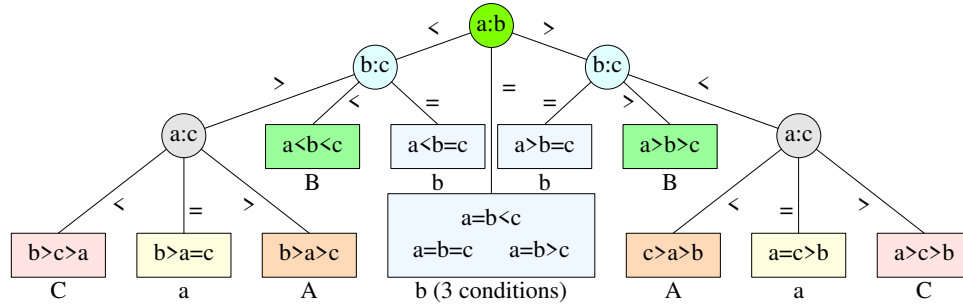 a:b
< >
b:c b:c
> < = = = > <
a:c a<b<c a<b=c a>b=c a>b>c a:c
B b b B
< = > a=b<c < = >
b>c>a b>a=c b>a>c a=b=c a=b>c c>a>b a=c>b a>c>b
C a A b (3 conditions) A a C